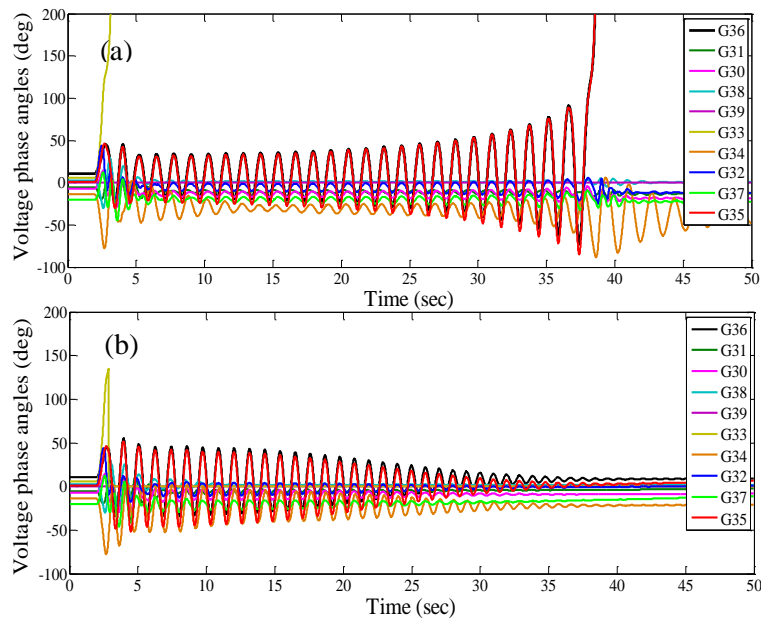 200
150
100
50
0
-50
-100
Voltage phase angles (deg)
(a)
G36
G31
G30
G38
G39
G33
G34
G32
G37
G35
0 5 10 15 20 25 30 35 40 45 50
Time (sec)
200
150
100
50
0
-50
-100
Voltage phase angles (deg)
(b)
G36
G31
G30
G38
G39
G33
G34
G32
G37
G35
0 5 10 15 20 25 30 35 40 45 50
Time (sec)